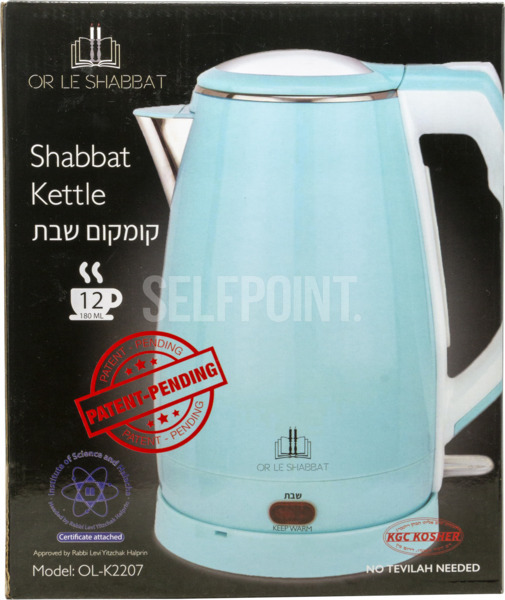 OR LE SHABBAT
Shabbat
Kettle
קומקום שבת
12
180 ML
SELFPOINT.
PATENT - PENDING
PATENT-PENDING
PATENT - PENDING
OR LE SHABBAT
שבת
KEEP WARM
Institute of Science and Halacha
Certificate attached
Approved by Rabbi Levi Yitzchak Halprin
Model: OL-K2207
KGC KOSHER
NO TEVILAH NEEDED